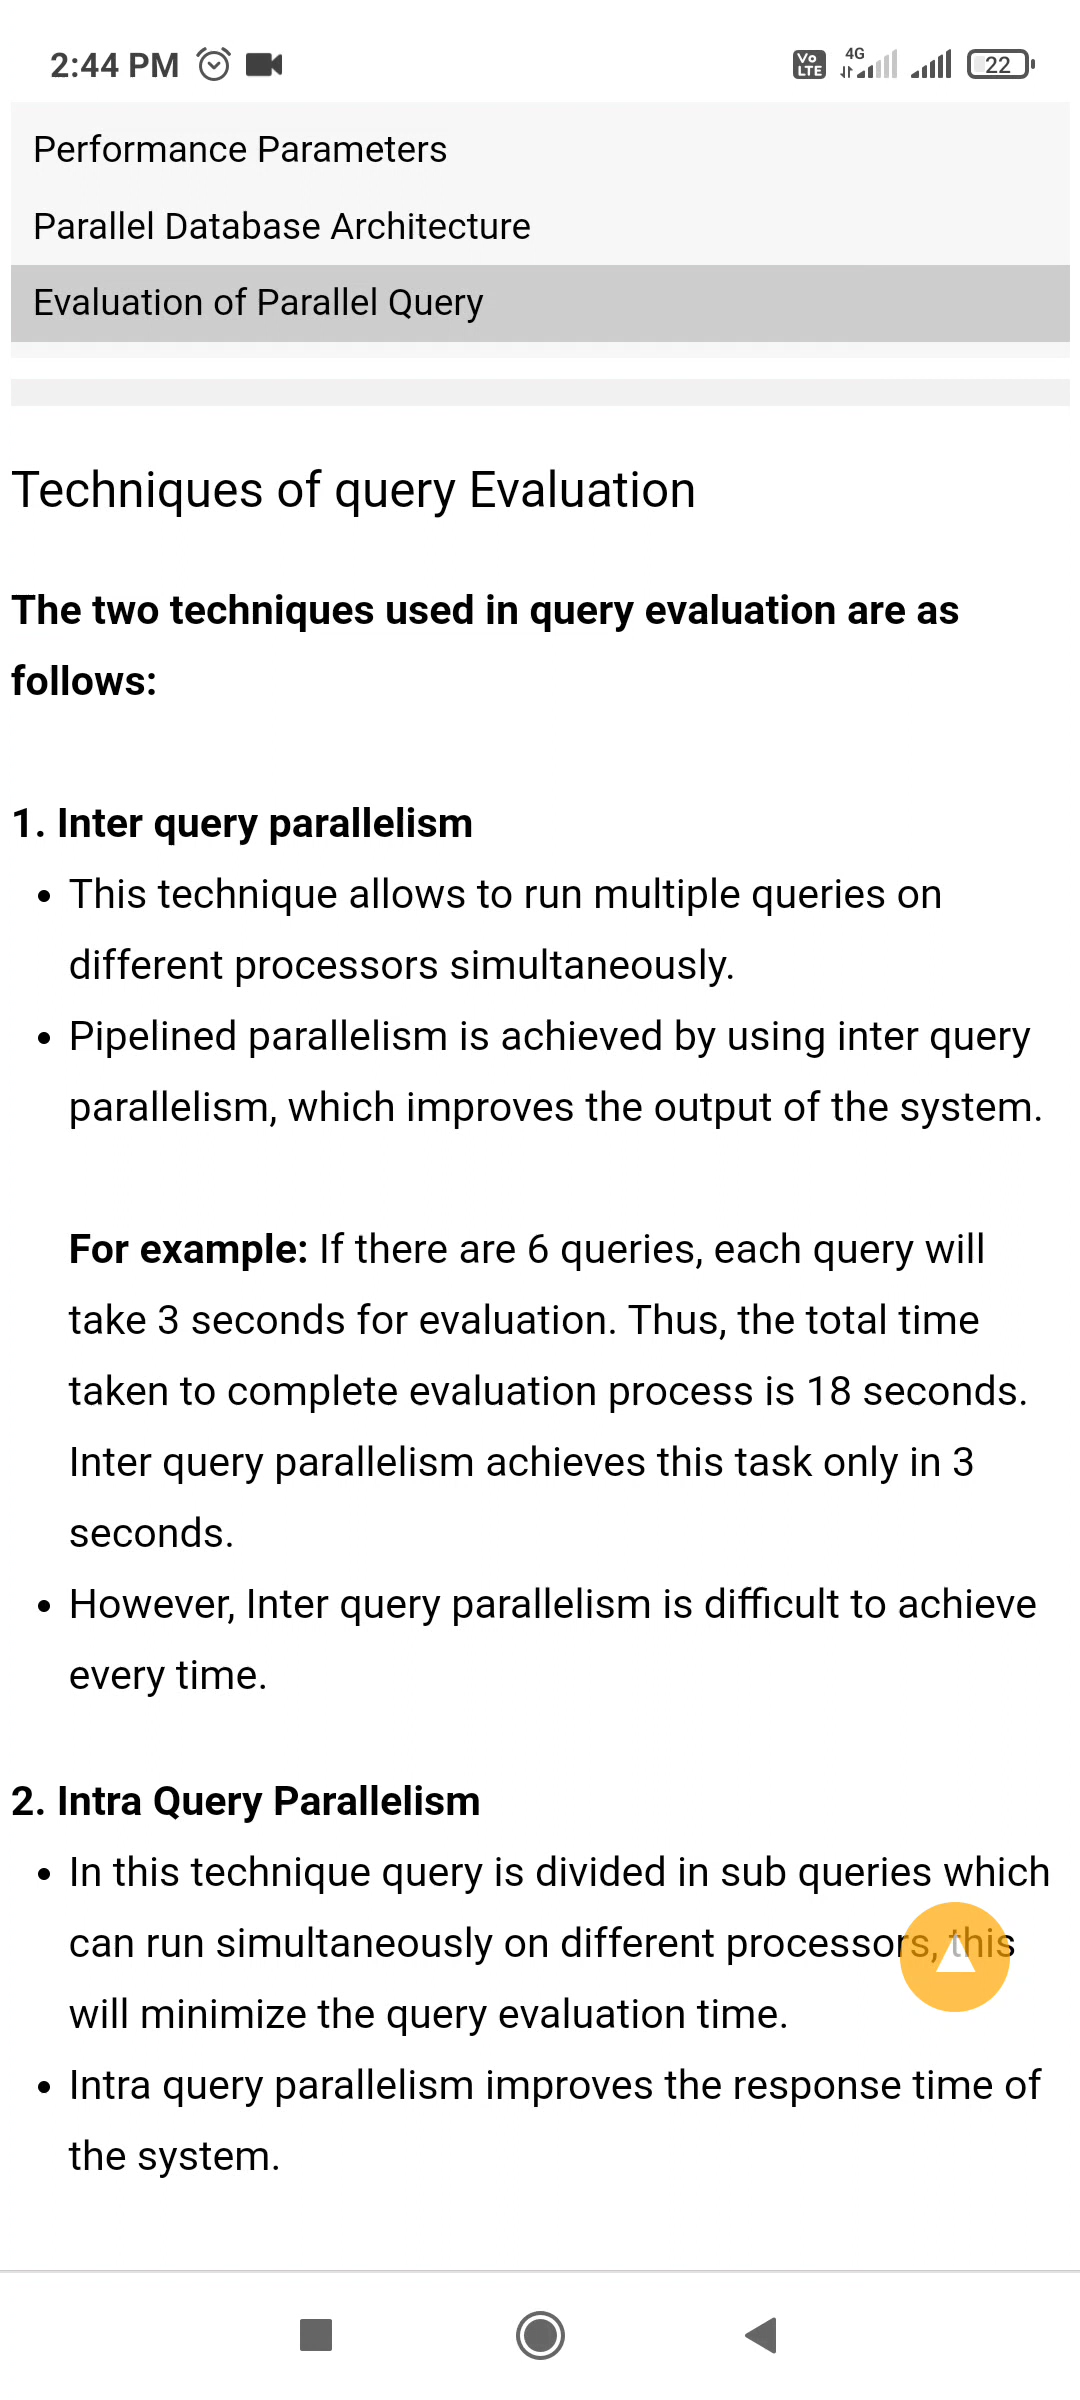 2:44 PM
Vo LTE 4G 22
Performance Parameters
Parallel Database Architecture
Evaluation of Parallel Query
Techniques of query Evaluation
The two techniques used in query evaluation are as
follows:
1. Inter query parallelism
• This technique allows to run multiple queries on
different processors simultaneously.
• Pipelined parallelism is achieved by using inter query
parallelism, which improves the output of the system.
For example: If there are 6 queries, each query will
take 3 seconds for evaluation. Thus, the total time
taken to complete evaluation process is 18 seconds.
Inter query parallelism achieves this task only in 3
seconds.
• However, Inter query parallelism is difficult to achieve
every time.
2. Intra Query Parallelism
• In this technique query is divided in sub queries which
can run simultaneously on different processors, this
will minimize the query evaluation time.
• Intra query parallelism improves the response time of
the system.